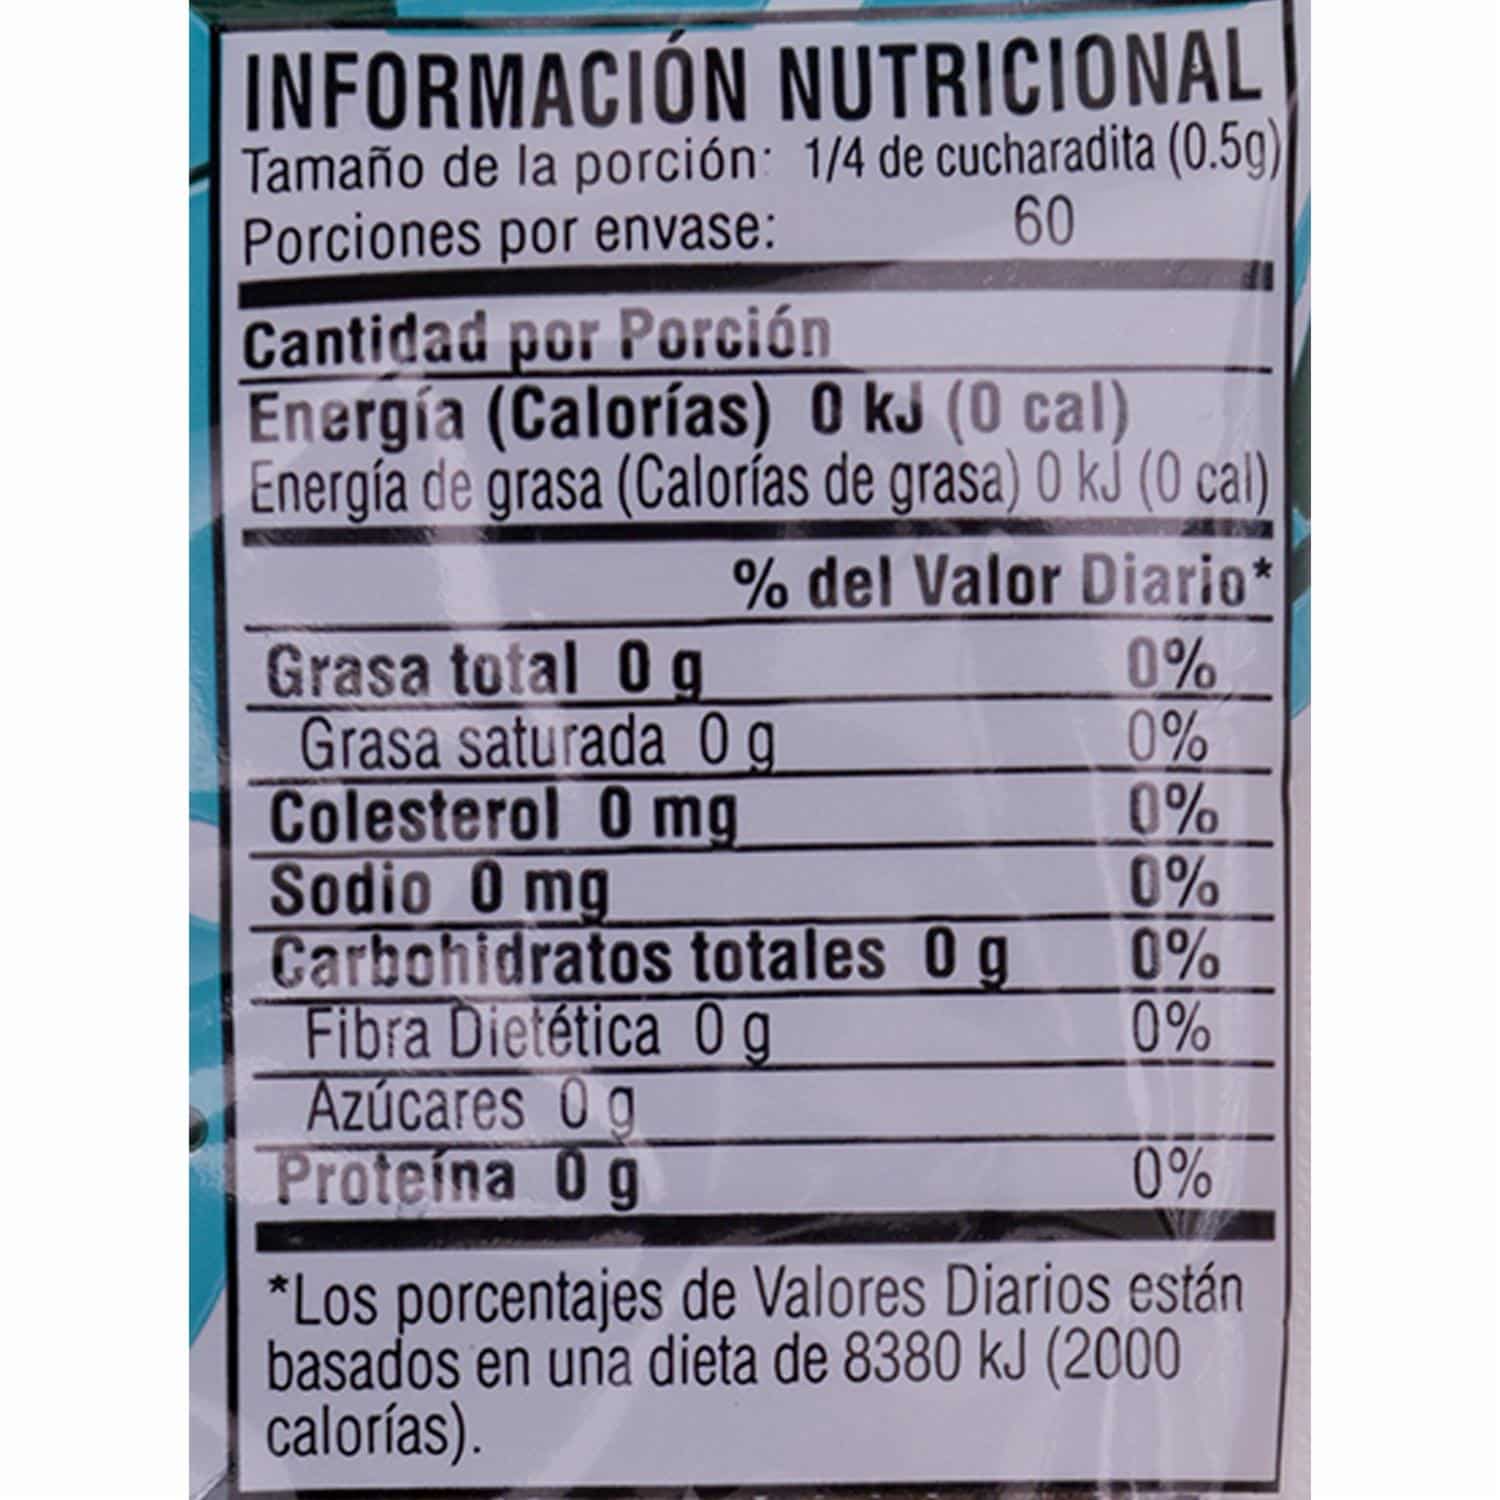 INFORMACIÓN NUTRICIONAL
Tamaño de la porción: 1/4 de cucharadita (0.5g)
Porciones por envase: 60
Cantidad por Porción
Energía (Calorías) 0 kJ (0 cal)
Energía de grasa (Calorías de grasa) 0 kJ (0 cal)
% del Valor Diario*
Grasa total 0 g 0%
Grasa saturada 0 g 0%
Colesterol 0 mg 0%
Sodio 0 mg 0%
Carbohidratos totales 0 g 0%
Fibra Dietética 0 g 0%
Azúcares 0 g
Proteína 0 g 0%
*Los porcentajes de Valores Diarios están
basados en una dieta de 8380 kJ (2000
calorías).